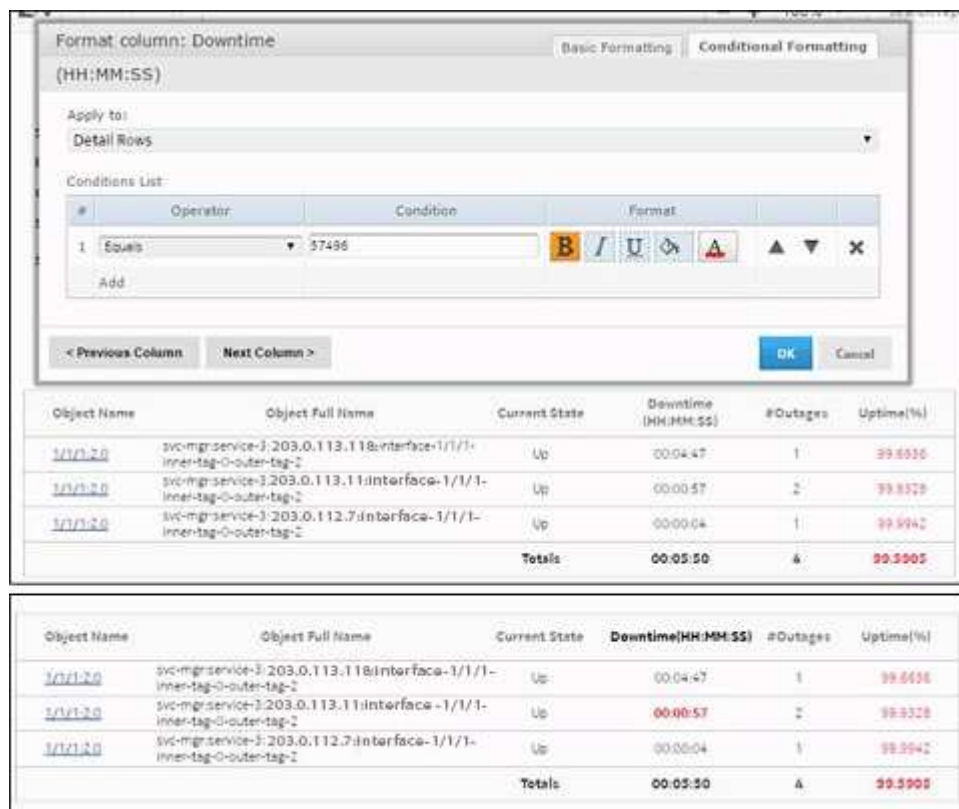 Format column: Downtime
(HH:MM:SS)
Basic Formatting
Conditional Formatting
Apply to:
Detail Rows
Conditions List
# Operator Condition Format
1 Equals 57496 B I U A
Add
< Previous Column Next Column > OK Cancel
Object Name Object Full Name Current State Downtime (HH:MM:SS) #Outages Uptime(%)
1/1/1:2.0 svc-mgr:service-3:203.0.113.118:interface-1/1/1-
inner-tag-0-outer-tag-2 Up 00:04:47 1
1/1/1:2.0 svc-mgr:service-3:203.0.113.11:interface-1/1/1-
inner-tag-0-outer-tag-2 Up 00:00:57 2 99.9328
1/1/1:2.0 svc-mgr:service-3:203.0.112.7:interface-1/1/1-
inner-tag-0-outer-tag-2 Up 00:00:04 1 99.9942
Totals 00:05:50 4 99.5905
Object Name Object Full Name Current State Downtime(HH:MM:SS) #Outages Uptime(%)
1/1/1:2.0 svc-mgr:service-3:203.0.113.118:interface-1/1/1-
inner-tag-0-outer-tag-2 Up 00:04:47 1
1/1/1:2.0 svc-mgr:service-3:203.0.113.11:interface -1/1/1-
inner-tag-0-outer-tag-2 Up 00:00:57 2 99.9328
1/1/1:2.0 svc-mgr:service-3:203.0.112.7:interface-1/1/1-
inner-tag-0-outer-tag-2 Up 00:00:04 1 99.9942
Totals 00:05:50 4 99.5905